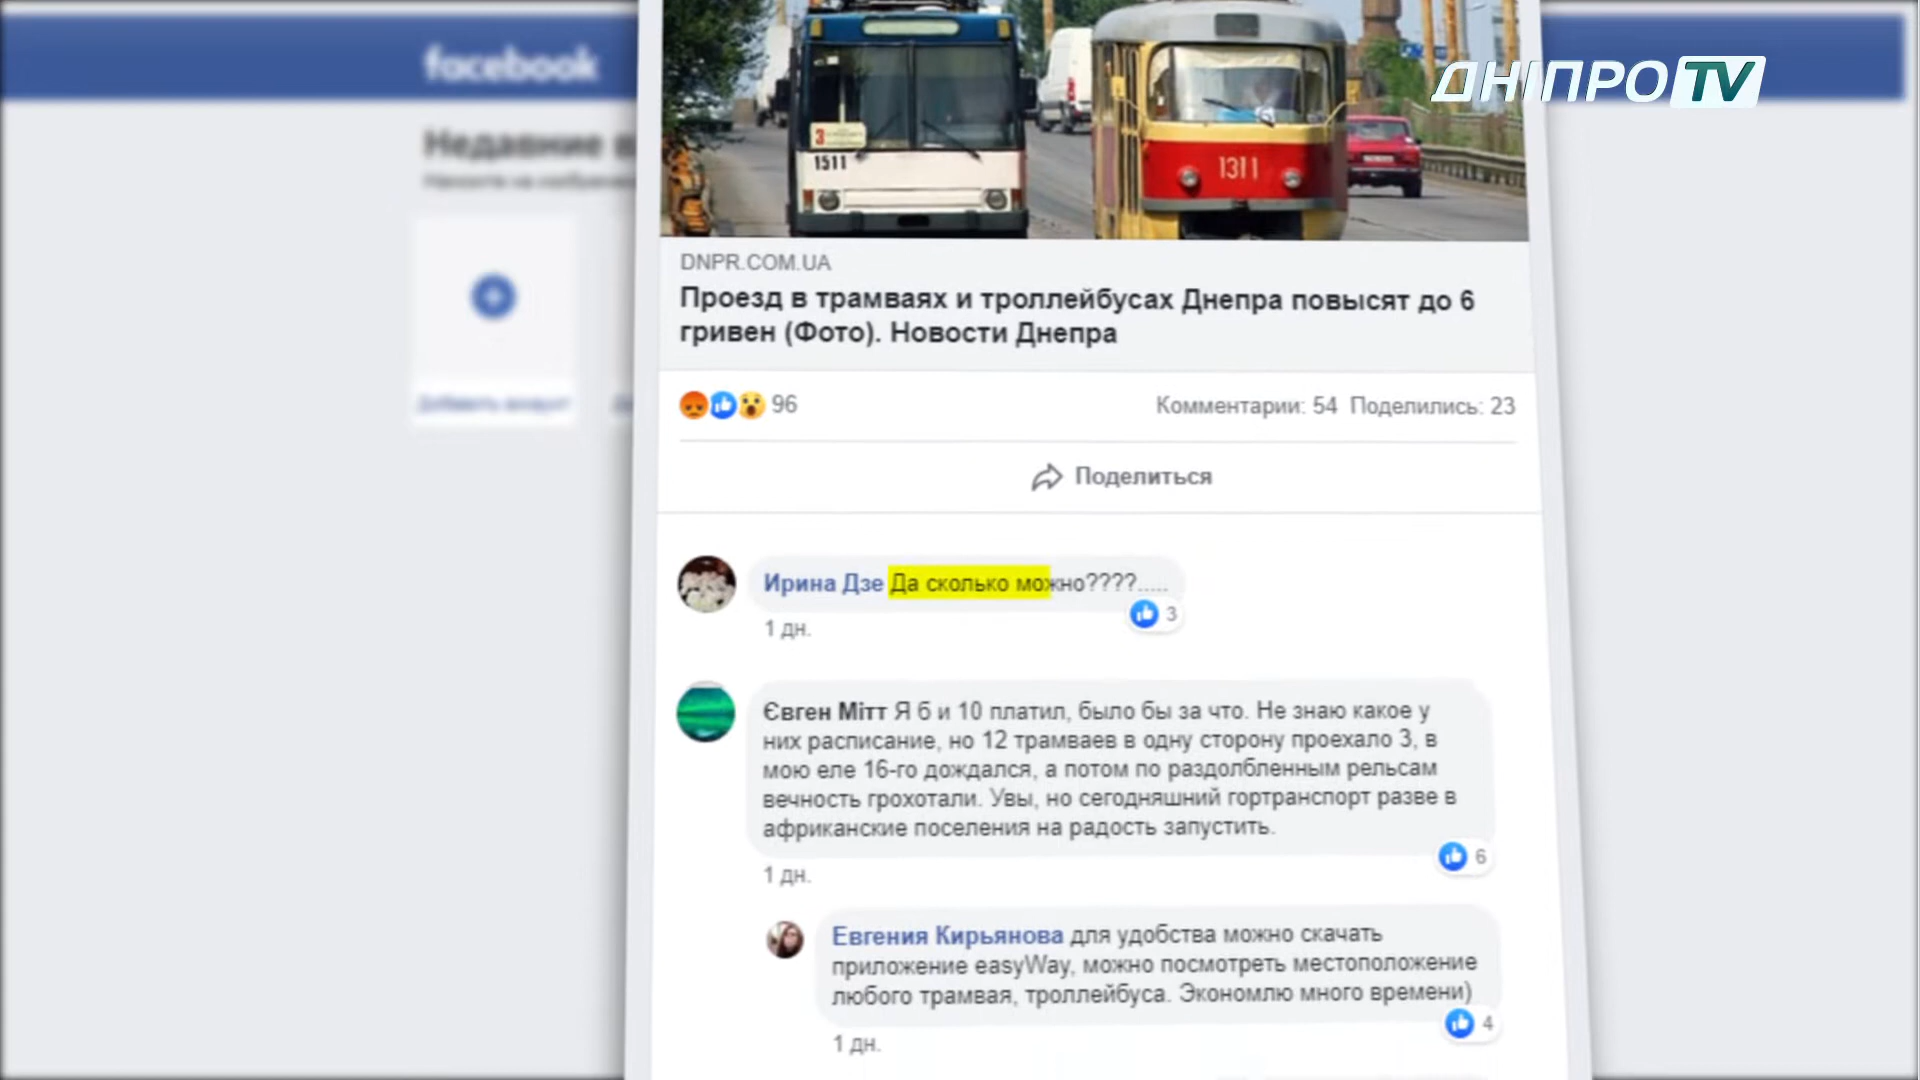 facebook
ДНІПРО TV
Недавние в
3
1511
1311
DNPR.COM.UA
Проезд в трамваях и троллейбусах Днепра повысят до 6
гривен (Фото). Новости Днепра
96
Комментарии: 54 Поделились: 23
Поделиться
Ирина Дзе Да сколько можно????.....
3
1 дн.
Євген Мітт Я б и 10 платил, было бы за что. Не знаю какое у
них расписание, но 12 трамваев в одну сторону проехало 3, в
мою еле 16-го дождался, а потом по раздолбленным рельсам
вечность грохотали. Увы, но сегодняшний гортранспорт разве в
африканские поселения на радость запустить.
6
1 дн.
Евгения Кирьянова для удобства можно скачать
приложение easyWay, можно посмотреть местоположение
любого трамвая, троллейбуса. Экономлю много времени)
4
1 дн.